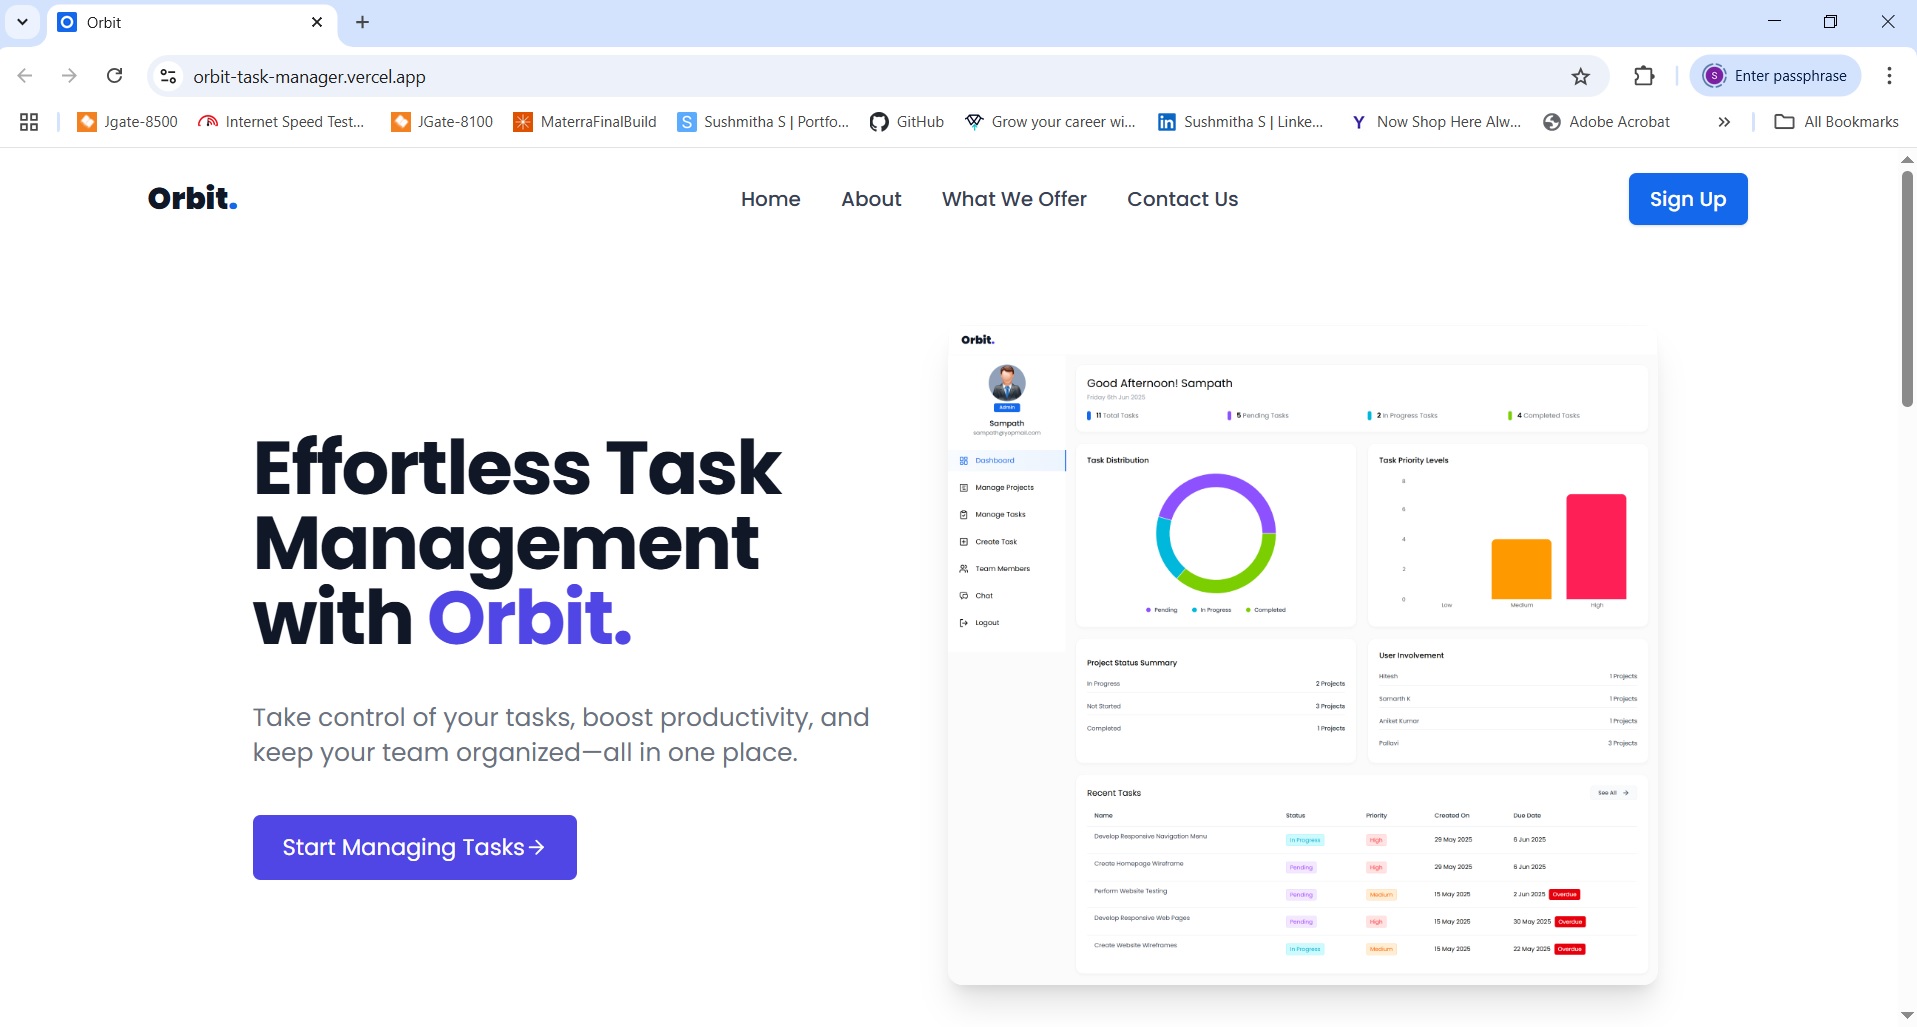 Orbit
orbit-task-manager.vercel.app
Enter passphrase
Jgate-8500
Internet Speed Test...
JGate-8100
MaterraFinalBuild
Sushmitha S | Portfo...
GitHub
Grow your career wi...
Sushmitha S | Linke...
Now Shop Here Alw...
Adobe Acrobat
All Bookmarks
Orbit.
Home
About
What We Offer
Contact Us
Sign Up
Effortless Task
Management
with Orbit.
Take control of your tasks, boost productivity, and
keep your team organized—all in one place.
Start Managing Tasks→
Orbit.
Admin
Sampath
sampath@yopmail.com
Dashboard
Manage Projects
Manage Tasks
Create Task
Team Members
Chat
Logout
Good Afternoon! Sampath
Friday 6th Jun 2025
11 Total Tasks
5 Pending Tasks
2 In Progress Tasks
4 Completed Tasks
Task Distribution
Pending
In Progress
Completed
Task Priority Levels
8
6
4
2
0
Low
Medium
High
Project Status Summary
In Progress 2 Projects
Not Started 3 Projects
Completed 1 Projects
User Involvement
Hitesh 1 Projects
Samarth K 1 Projects
Aniket Kumar 1 Projects
Pallavi 3 Projects
Recent Tasks
See All →
Name Status Priority Created On Due Date
Develop Responsive Navigation Menu In Progress High 29 May 2025 6 Jun 2025
Create Homepage Wireframe Pending High 29 May 2025 6 Jun 2025
Perform Website Testing Pending Medium 15 May 2025 2 Jun 2025 Overdue
Develop Responsive Web Pages Pending High 15 May 2025 30 May 2025 Overdue
Create Website Wireframes In Progress Medium 15 May 2025 22 May 2025 Overdue